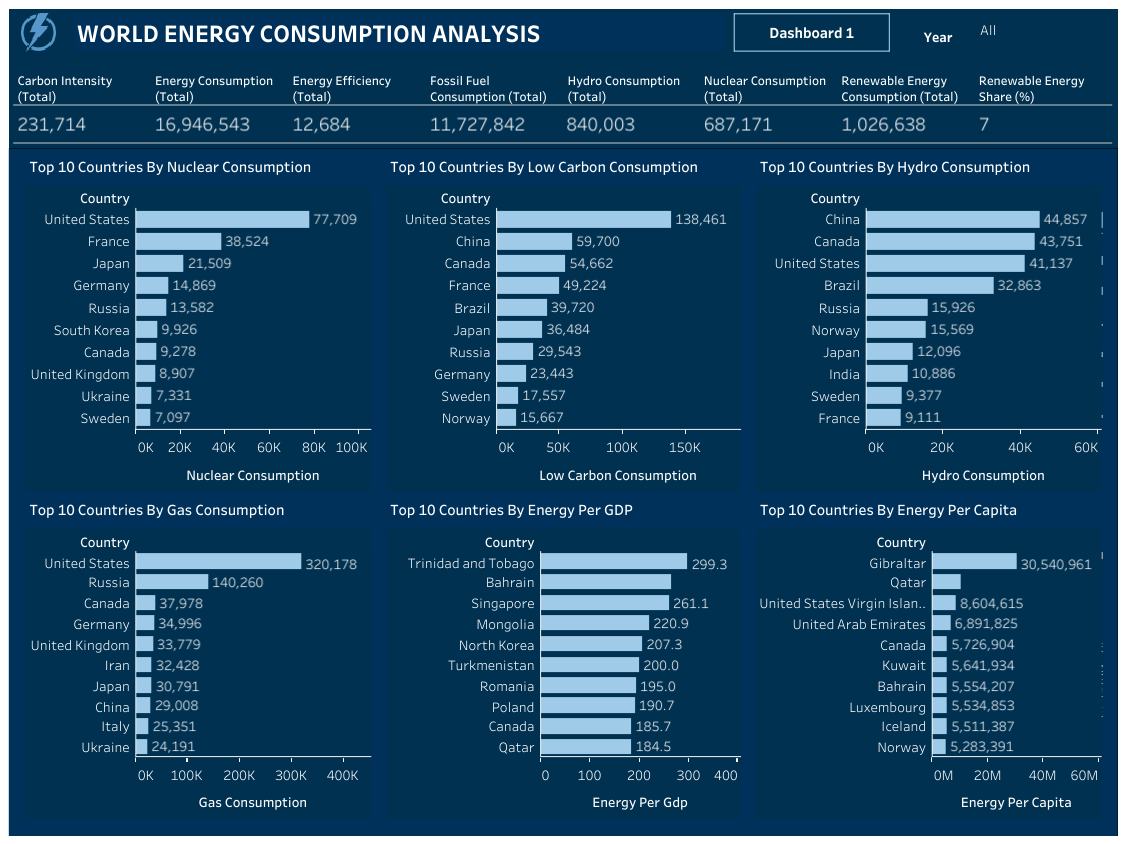 WORLD ENERGY CONSUMPTION ANALYSIS
Dashboard 1
Year
All
Carbon Intensity (Total)
Energy Consumption (Total)
Energy Efficiency (Total)
Fossil Fuel Consumption (Total)
Hydro Consumption (Total)
Nuclear Consumption (Total)
Renewable Energy Consumption (Total)
Renewable Energy Share (%)
231,714
16,946,543
12,684
11,727,842
840,003
687,171
1,026,638
7
Top 10 Countries By Nuclear Consumption
Country
United States 77,709
France 38,524
Japan 21,509
Germany 14,869
Russia 13,582
South Korea 9,926
Canada 9,278
United Kingdom 8,907
Ukraine 7,331
Sweden 7,097
0K 20K 40K 60K 80K 100K
Nuclear Consumption
Top 10 Countries By Low Carbon Consumption
Country
United States 138,461
China 59,700
Canada 54,662
France 49,224
Brazil 39,720
Japan 36,484
Russia 29,543
Germany 23,443
Sweden 17,557
Norway 15,667
0K 50K 100K 150K
Low Carbon Consumption
Top 10 Countries By Hydro Consumption
Country
China 44,857
Canada 43,751
United States 41,137
Brazil 32,863
Russia 15,926
Norway 15,569
Japan 12,096
India 10,886
Sweden 9,377
France 9,111
0K 20K 40K 60K
Hydro Consumption
Top 10 Countries By Gas Consumption
Country
United States 320,178
Russia 140,260
Canada 37,978
Germany 34,996
United Kingdom 33,779
Iran 32,428
Japan 30,791
China 29,008
Italy 25,351
Ukraine 24,191
0K 100K 200K 300K 400K
Gas Consumption
Top 10 Countries By Energy Per GDP
Country
Trinidad and Tobago 299.3
Bahrain
Singapore 261.1
Mongolia 220.9
North Korea 207.3
Turkmenistan 200.0
Romania 195.0
Poland 190.7
Canada 185.7
Qatar 184.5
0 100 200 300 400
Energy Per Gdp
Top 10 Countries By Energy Per Capita
Country
Gibraltar 30,540,961
Qatar
United States Virgin Islan.. 8,604,615
United Arab Emirates 6,891,825
Canada 5,726,904
Kuwait 5,641,934
Bahrain 5,554,207
Luxembourg 5,534,853
Iceland 5,511,387
Norway 5,283,391
0M 20M 40M 60M
Energy Per Capita